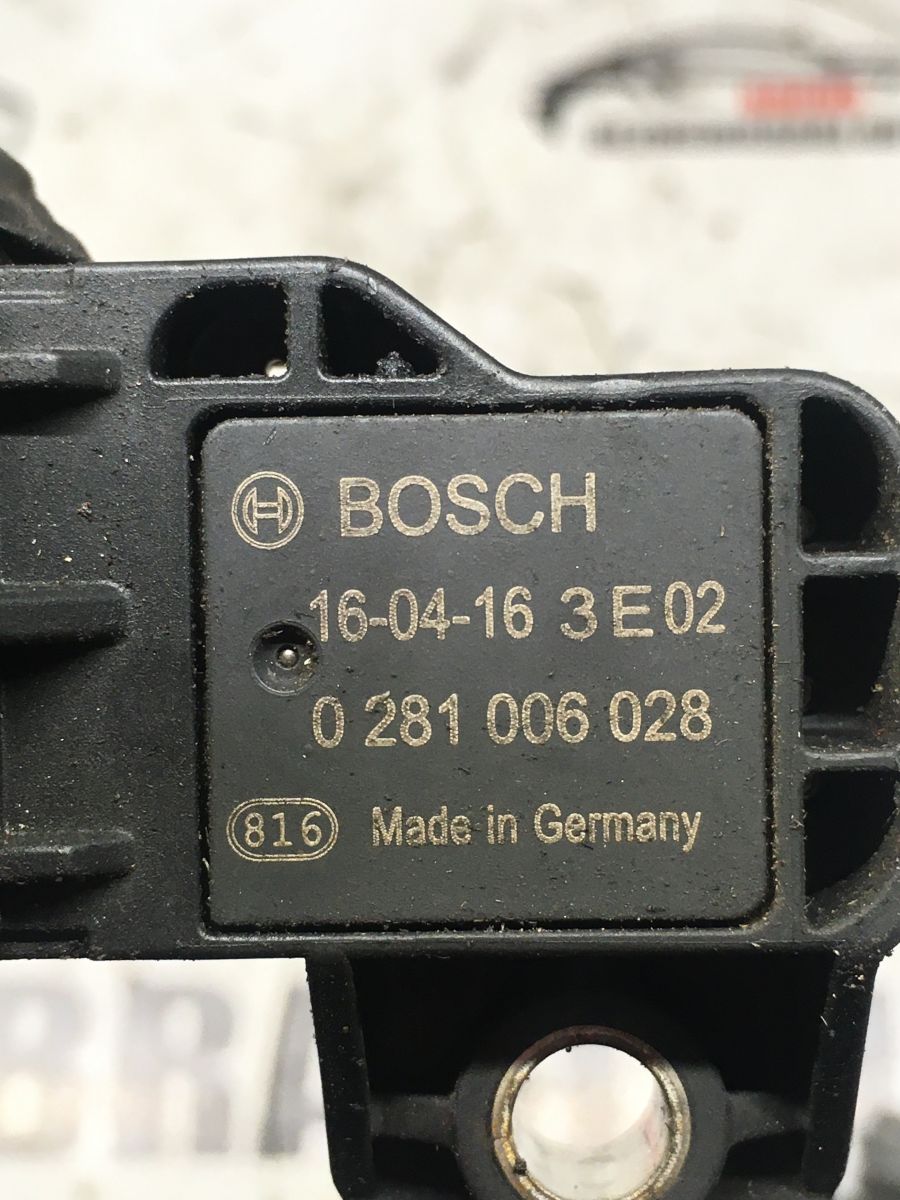 BOSCH
16-04-16 3 E 02
0 281 006 028
816 Made in Germany